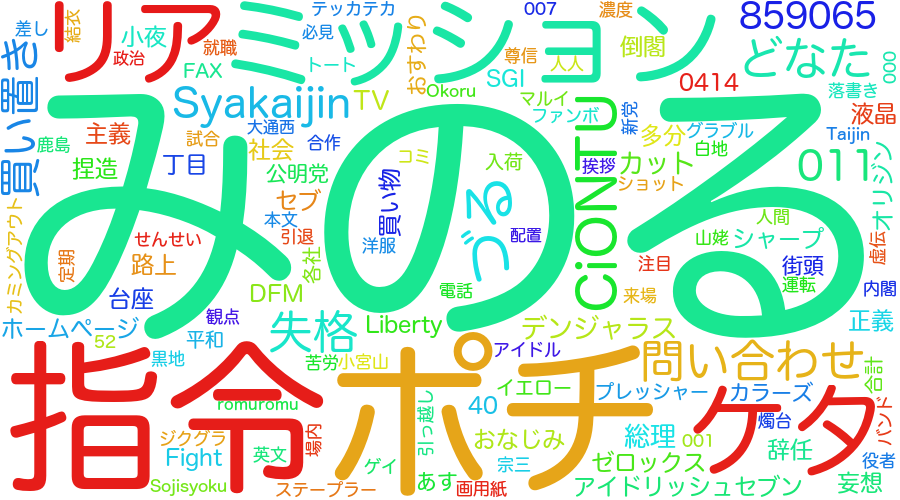 差し
結衣
リア
政治
ミッション
テッカテカ
007
濃度
859065
小夜
就職
必見
おすわり
尊信
人人
倒閣
どなた
000
FAX
トート
SGI
落書き
買い置き
Syakaijin
TV
Okoru
マルイ
0414
液晶
ファンボ
新党
多分
グラブル
Taijin
鹿島
主義
試合
大通西
合作
CiONTU
白地
捏造
丁目
社会
コミ
入荷
挨拶
カット
011
オリジン
公明党
ショット
みのる
セブ
買い物
づる
人間
カミングアウト
本文
せんせい
引退
洋服
配置
山姥
シャープ
虚伝
定期
路上
各社
注目
街頭
台座
DFM
電話
来場
運転
内閣
ホームページ
観点
失格
Liberty
デンジャラス
正義
52
平和
黒地
苦労
小宮山
アイドル
問い合わせ
合計
指令
ポチ
イエロー
プレッシャー
カラーズ
ケタ
バンド
romuromu
引っ越し
40
燭台
ジクグラ
場内
おなじみ
総理
001
辞任
Fight
英文
ゲイ
宗三
ゼロックス
役者
Sojisyoku
ステープラー
あす
画用紙
アイドリッシュセブン
妄想